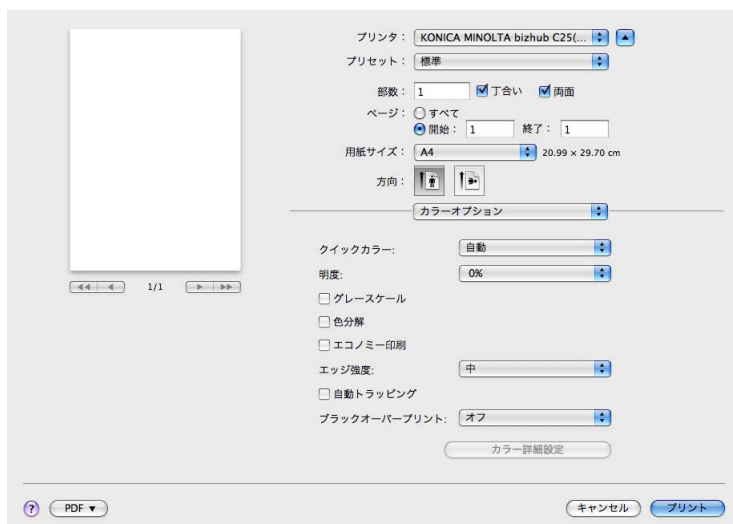 プリンタ： KONICA MINOLTA bizhub C25(...
プリセット： 標準
部数： 1 丁合い 両面
ページ： すべて
開始： 1 終了： 1
用紙サイズ： A4 20.99 × 29.70 cm
方向：
カラーオプション
クイックカラー: 自動
明度: 0%
1/1
グレースケール
色分解
エコノミー印刷
エッジ強度: 中
自動トラッピング
ブラックオーバープリント: オフ
カラー詳細設定
? PDF ▼ キャンセル プリント